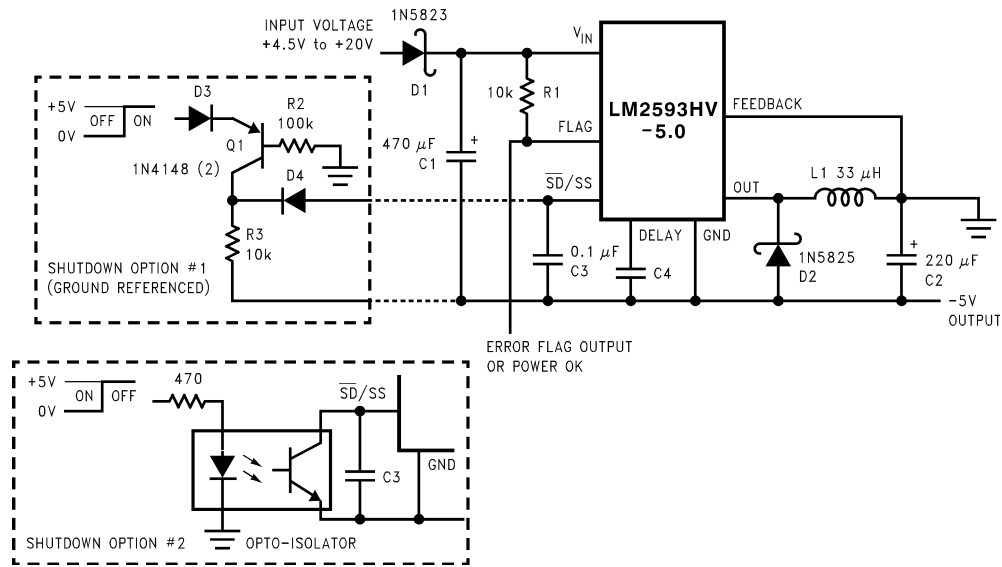 1N5823
INPUT VOLTAGE
+4.5V to +20V
D1
VIN
10k R1
LM2593HV
-5.0
FEEDBACK
FLAG
470 µF
C1
+
SD/SS
OUT
L1 33 µH
DELAY
GND
0.1 µF
C3
C4
1N5825
D2
+
220 µF
C2
-5V
OUTPUT
ERROR FLAG OUTPUT
OR POWER OK
+5V
0V
OFF ON
D3
R2
100k
Q1
1N4148 (2)
D4
R3
10k
SHUTDOWN OPTION #1
(GROUND REFERENCED)
+5V
0V
ON OFF
470
SD/SS
GND
C3
SHUTDOWN OPTION #2
OPTO-ISOLATOR